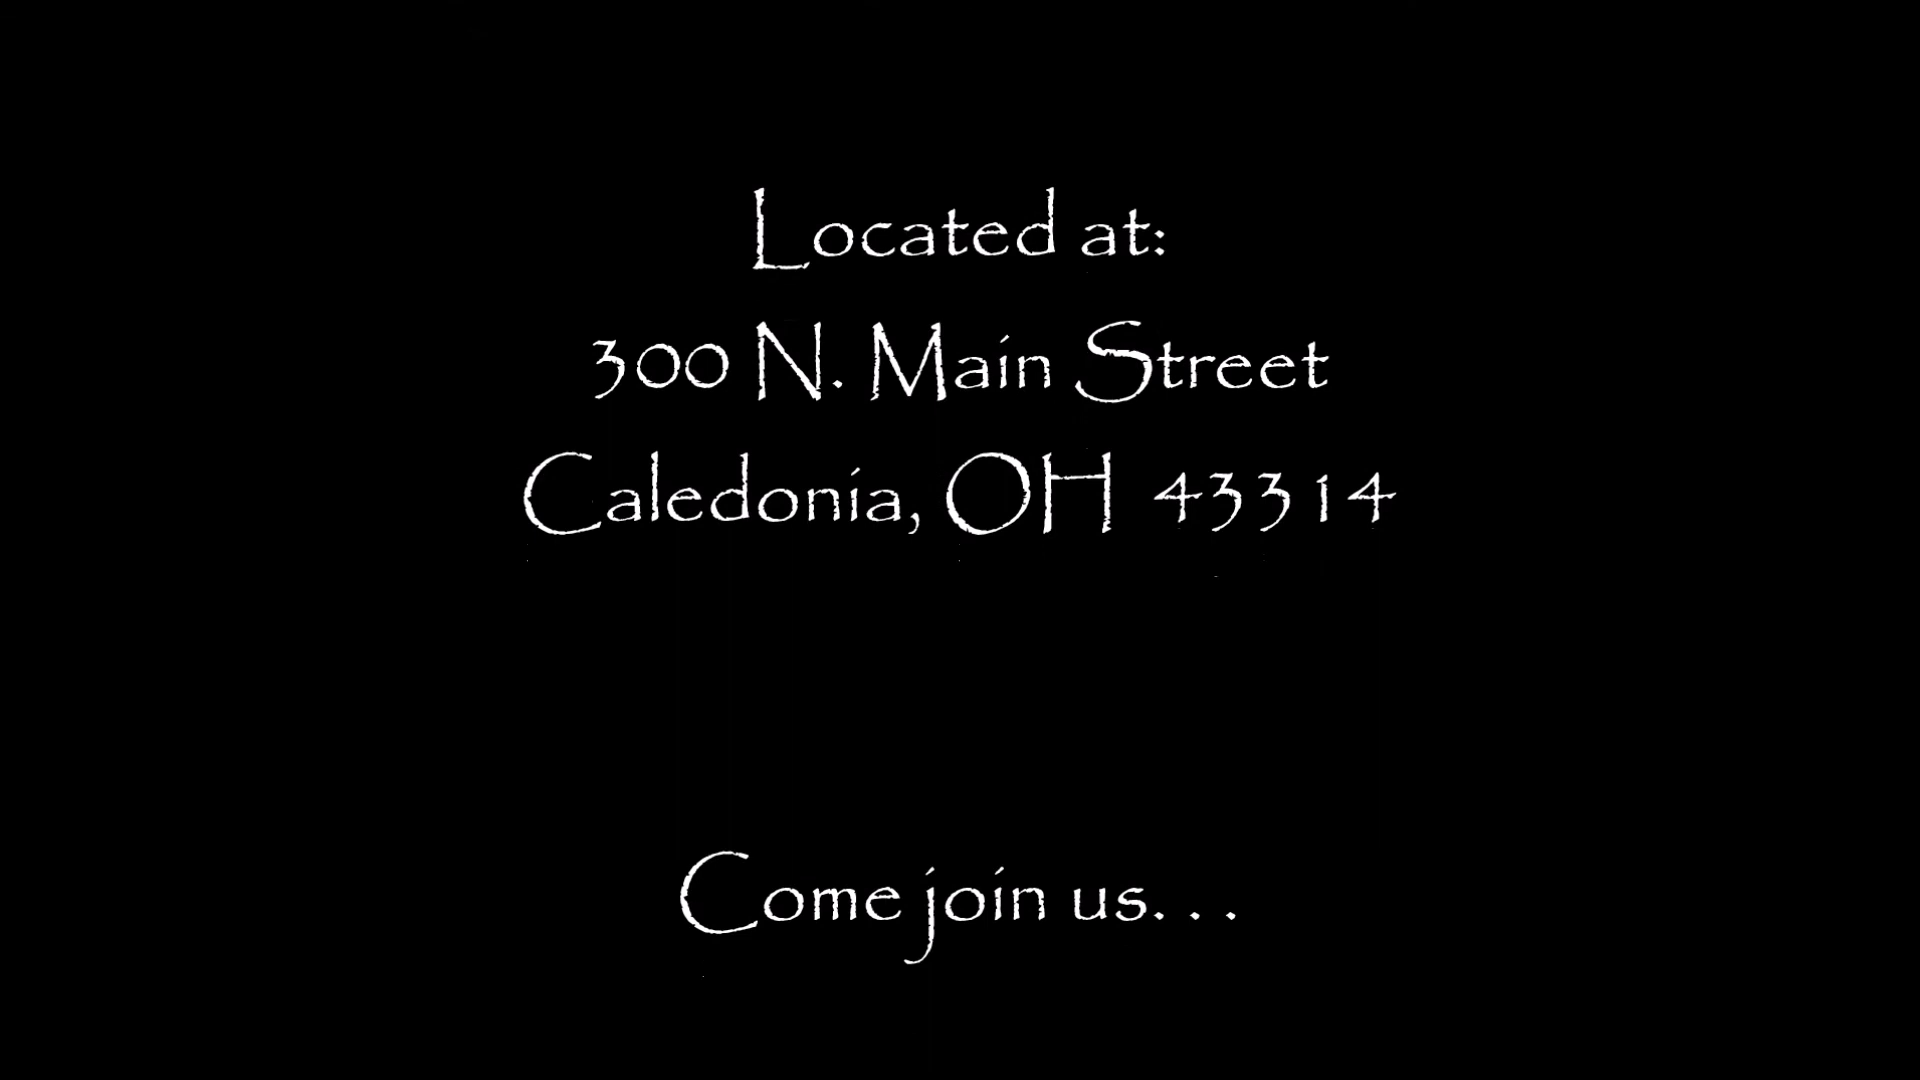 Located at:
300 N. Main Street
Caledonia, OH 43314
Come join us. . .